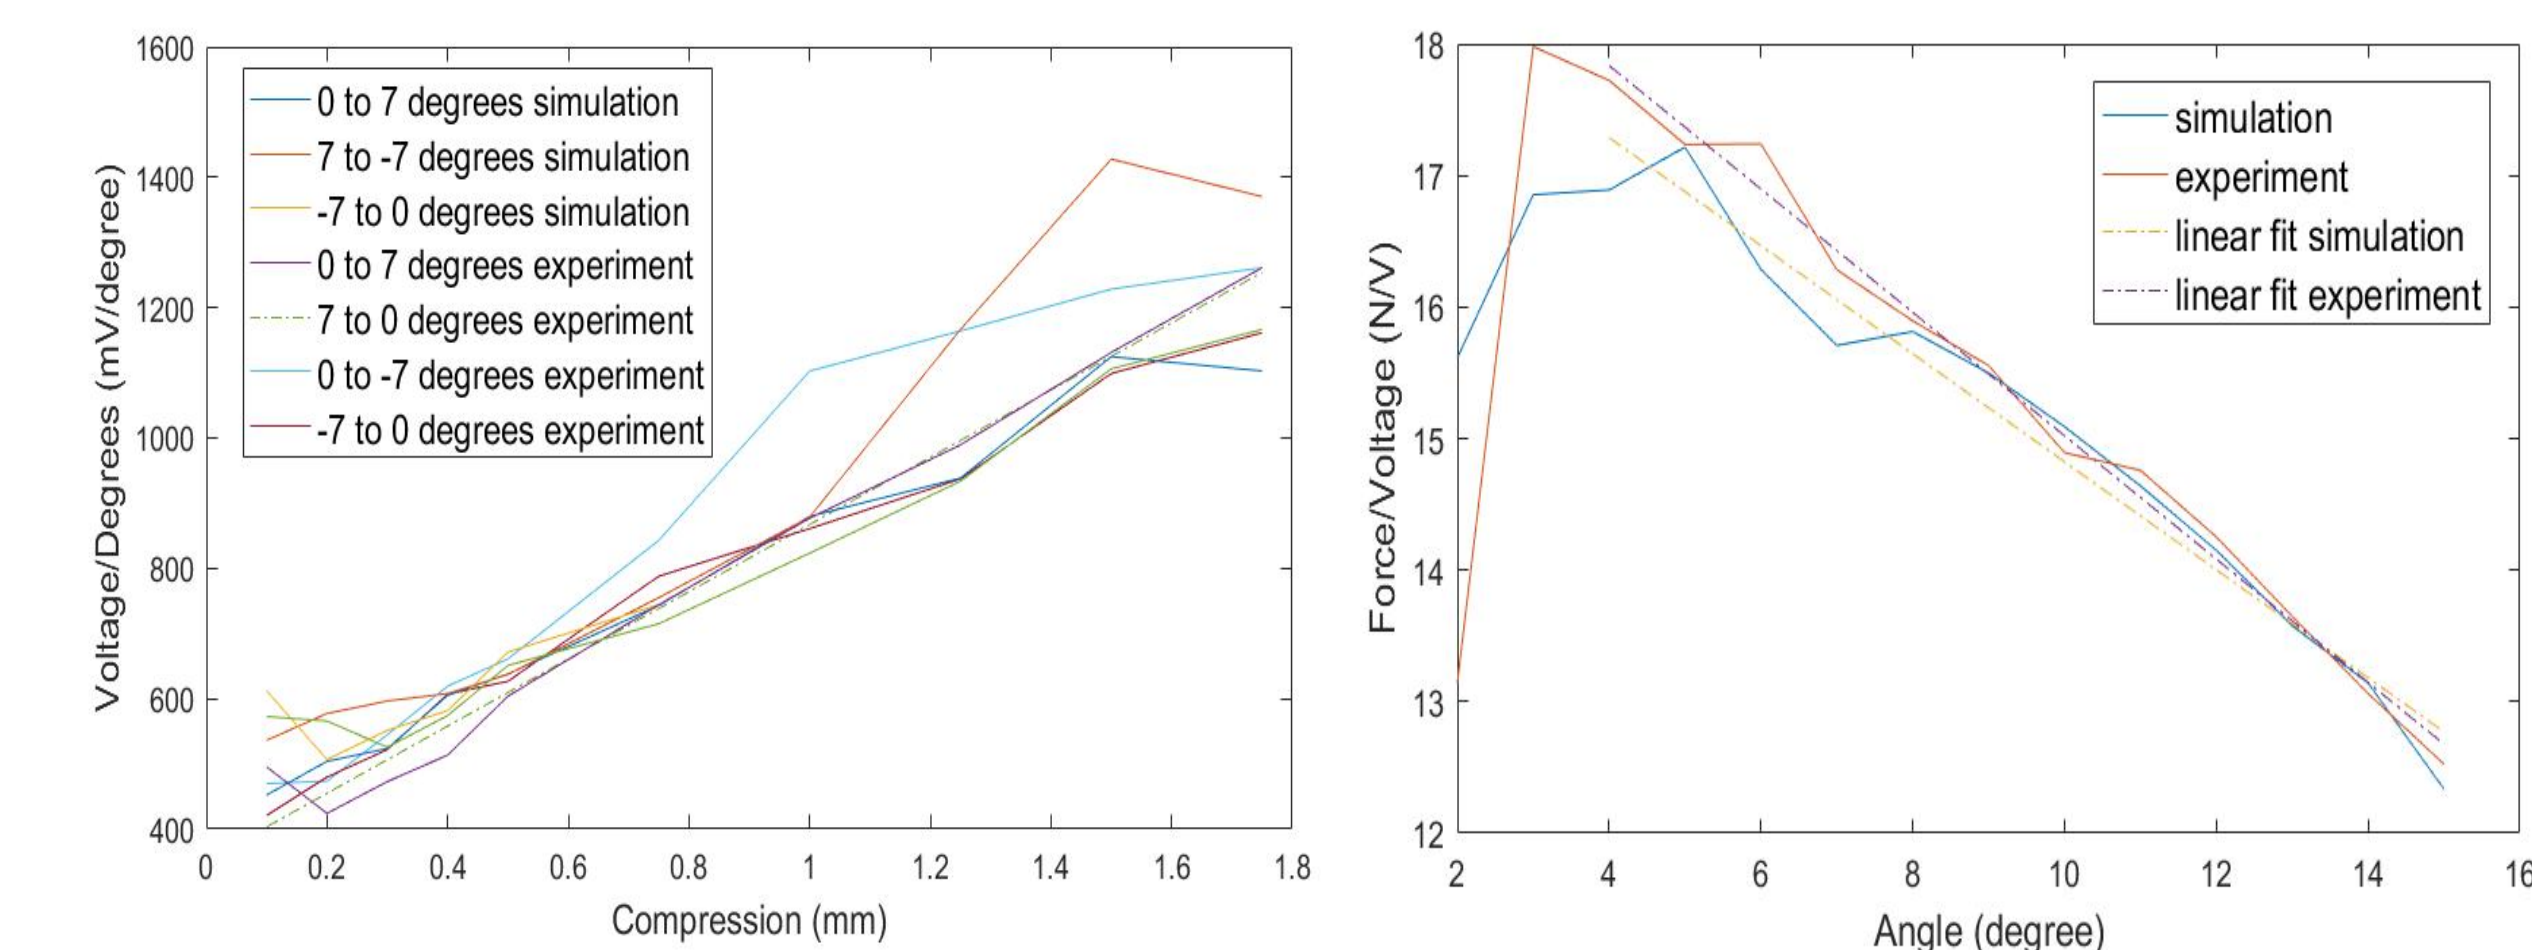 Voltage/Degrees (mV/degree)
1600
1400
1200
1000
800
600
400
0 to 7 degrees simulation
7 to -7 degrees simulation
-7 to 0 degrees simulation
0 to 7 degrees experiment
7 to 0 degrees experiment
0 to -7 degrees experiment
-7 to 0 degrees experiment
0 0.2 0.4 0.6 0.8 1 1.2 1.4 1.6 1.8
Compression (mm)
Force/Voltage (N/V)
18
17
16
15
14
13
12
simulation
experiment
linear fit simulation
linear fit experiment
2 4 6 8 10 12 14 16
Angle (degree)